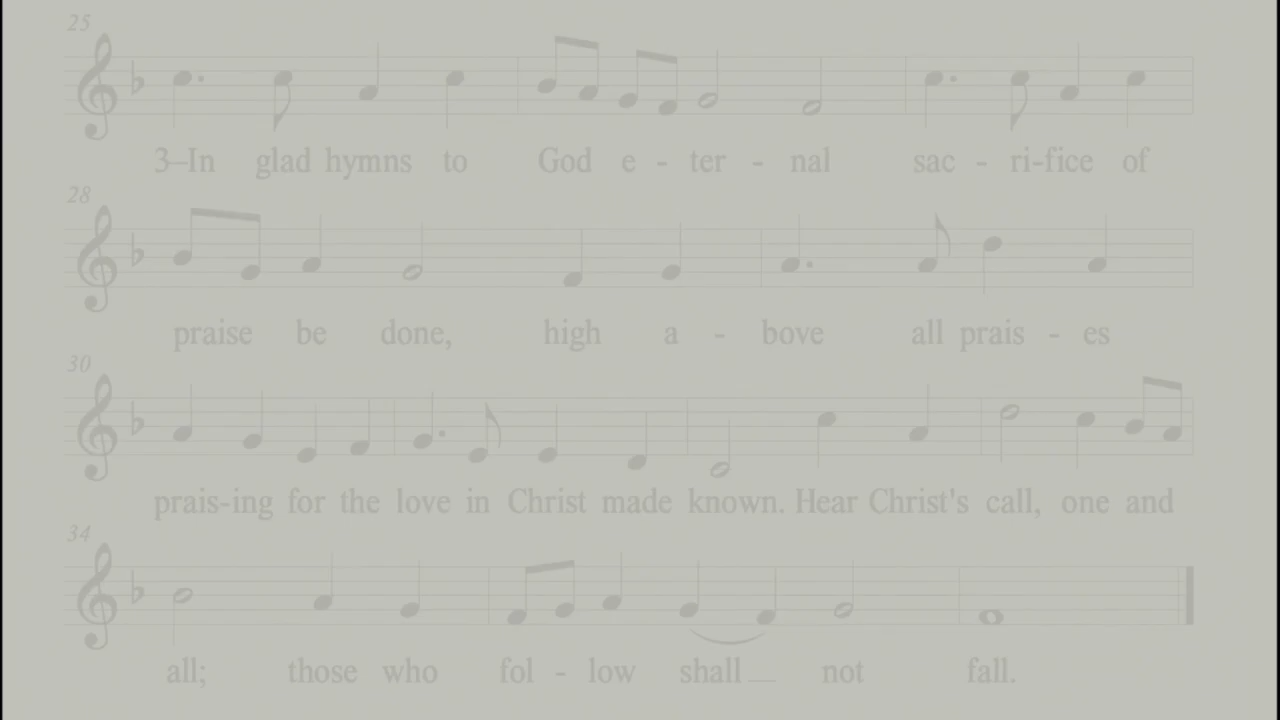 25
3–In glad hymns to God e - ter - nal sac - ri-fice of
28
praise be done, high a - bove all prais - es
30
prais-ing for the love in Christ made known. Hear Christ's call, one and
34
all; those who fol - low shall__ not fall.